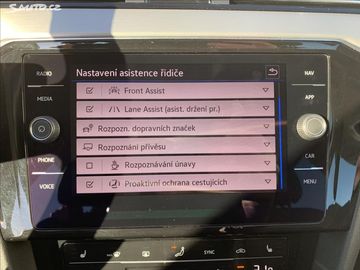 S AUTO.CZ
RADIO
Nastavení asistence řidiče
NAV
MEDIA
Front Assist
APP
Lane Assist (asist. držení pr.)
Rozpozn. dopravních značek
PHONE
Rozpoznání přívěsu
CAR
VOICE
Rozpoznávání únavy
MENU
Proaktivní ochrana cestujících
SYNC